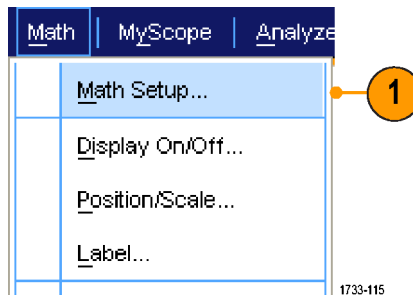 Math MyScope Analyze
Math Setup...
1
Display On/Off...
Position/Scale...
Label...
1733-115